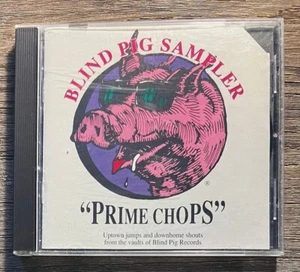 BLIND PIG SAMPLER
"PRIME CHOPS"
Uptown jumps and downhome shouts
from the vaults of Blind Pig Records